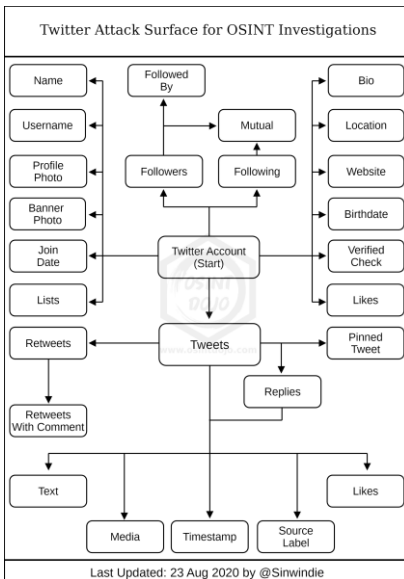 Twitter Attack Surface for OSINT Investigations
Name
Followed
By
Bio
Username
Mutual
Location
Profile
Photo
Followers
Following
Website
Banner
Photo
Birthdate
Join
Date
Twitter Account
(Start)
Verified
Check
OSINT
DOJO
Lists
Likes
Retweets
Tweets
Pinned
Tweet
Replies
Retweets
With Comment
Text
Likes
Media
Timestamp
Source
Label
Last Updated: 23 Aug 2020 by @Sinwindie